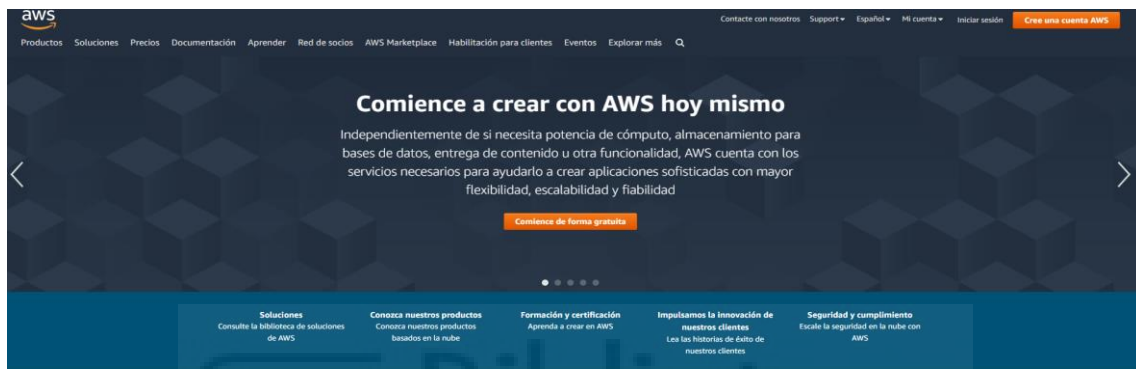 aws
Contacte con nosotros Support Español Mi cuenta Iniciar sesión Cree una cuenta AWS
Productos Soluciones Precios Documentación Aprender Red de socios AWS Marketplace Habilitación para clientes Eventos Explorar más
Comience a crear con AWS hoy mismo
Independientemente de si necesita potencia de cómputo, almacenamiento para
bases de datos, entrega de contenido u otra funcionalidad, AWS cuenta con los
servicios necesarios para ayudarlo a crear aplicaciones sofisticadas con mayor
flexibilidad, escalabilidad y fiabilidad
Comience de forma gratuita
Soluciones
Consulte la biblioteca de soluciones
de AWS
Conozca nuestros productos
Conozca nuestros productos
basados en la nube
Formación y certificación
Aprenda a crear en AWS
Impulsamos la innovación de
nuestros clientes
Lea las historias de éxito de
nuestros clientes
Seguridad y cumplimiento
Escale la seguridad en la nube con
AWS